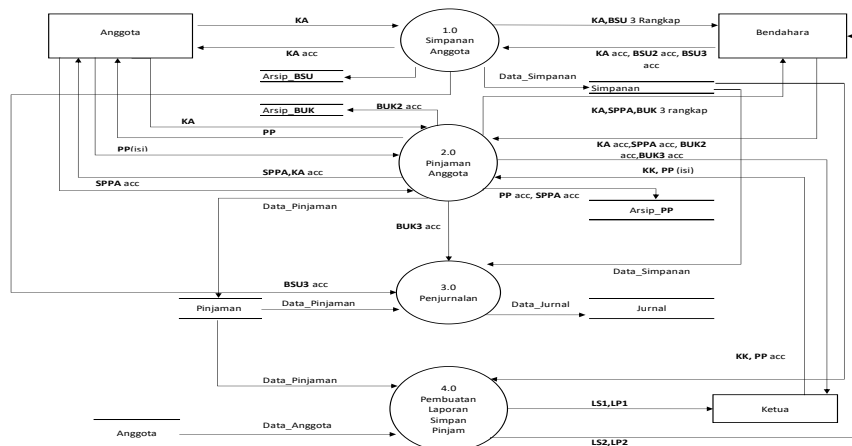 KA
KA,BSU 3 Rangkap
Anggota
1.0
Simpanan
Anggota
Bendahara
KA acc
KA acc, BSU2 acc, BSU3
acc
Arsip_BSU
Data_Simpanan
Simpanan
Arsip_BUK
BUK2 acc
KA,SPPA,BUK 3 rangkap
KA
PP
PP(isi)
2.0
Pinjaman
Anggota
KA acc,SPPA acc, BUK2
acc,BUK3 acc
SPPA,KA acc
KK, PP (isi)
SPPA acc
PP acc, SPPA acc
Data_Pinjaman
Arsip_PP
BUK3 acc
Data_Simpanan
BSU3 acc
3.0
Penjurnalan
Pinjaman
Data_Pinjaman
Data_Jurnal
Jurnal
KK, PP acc
Data_Pinjaman
4.0
Pembuatan
Laporan
Simpan
Pinjam
LS1,LP1
Ketua
Anggota
Data_Anggota
LS2,LP2